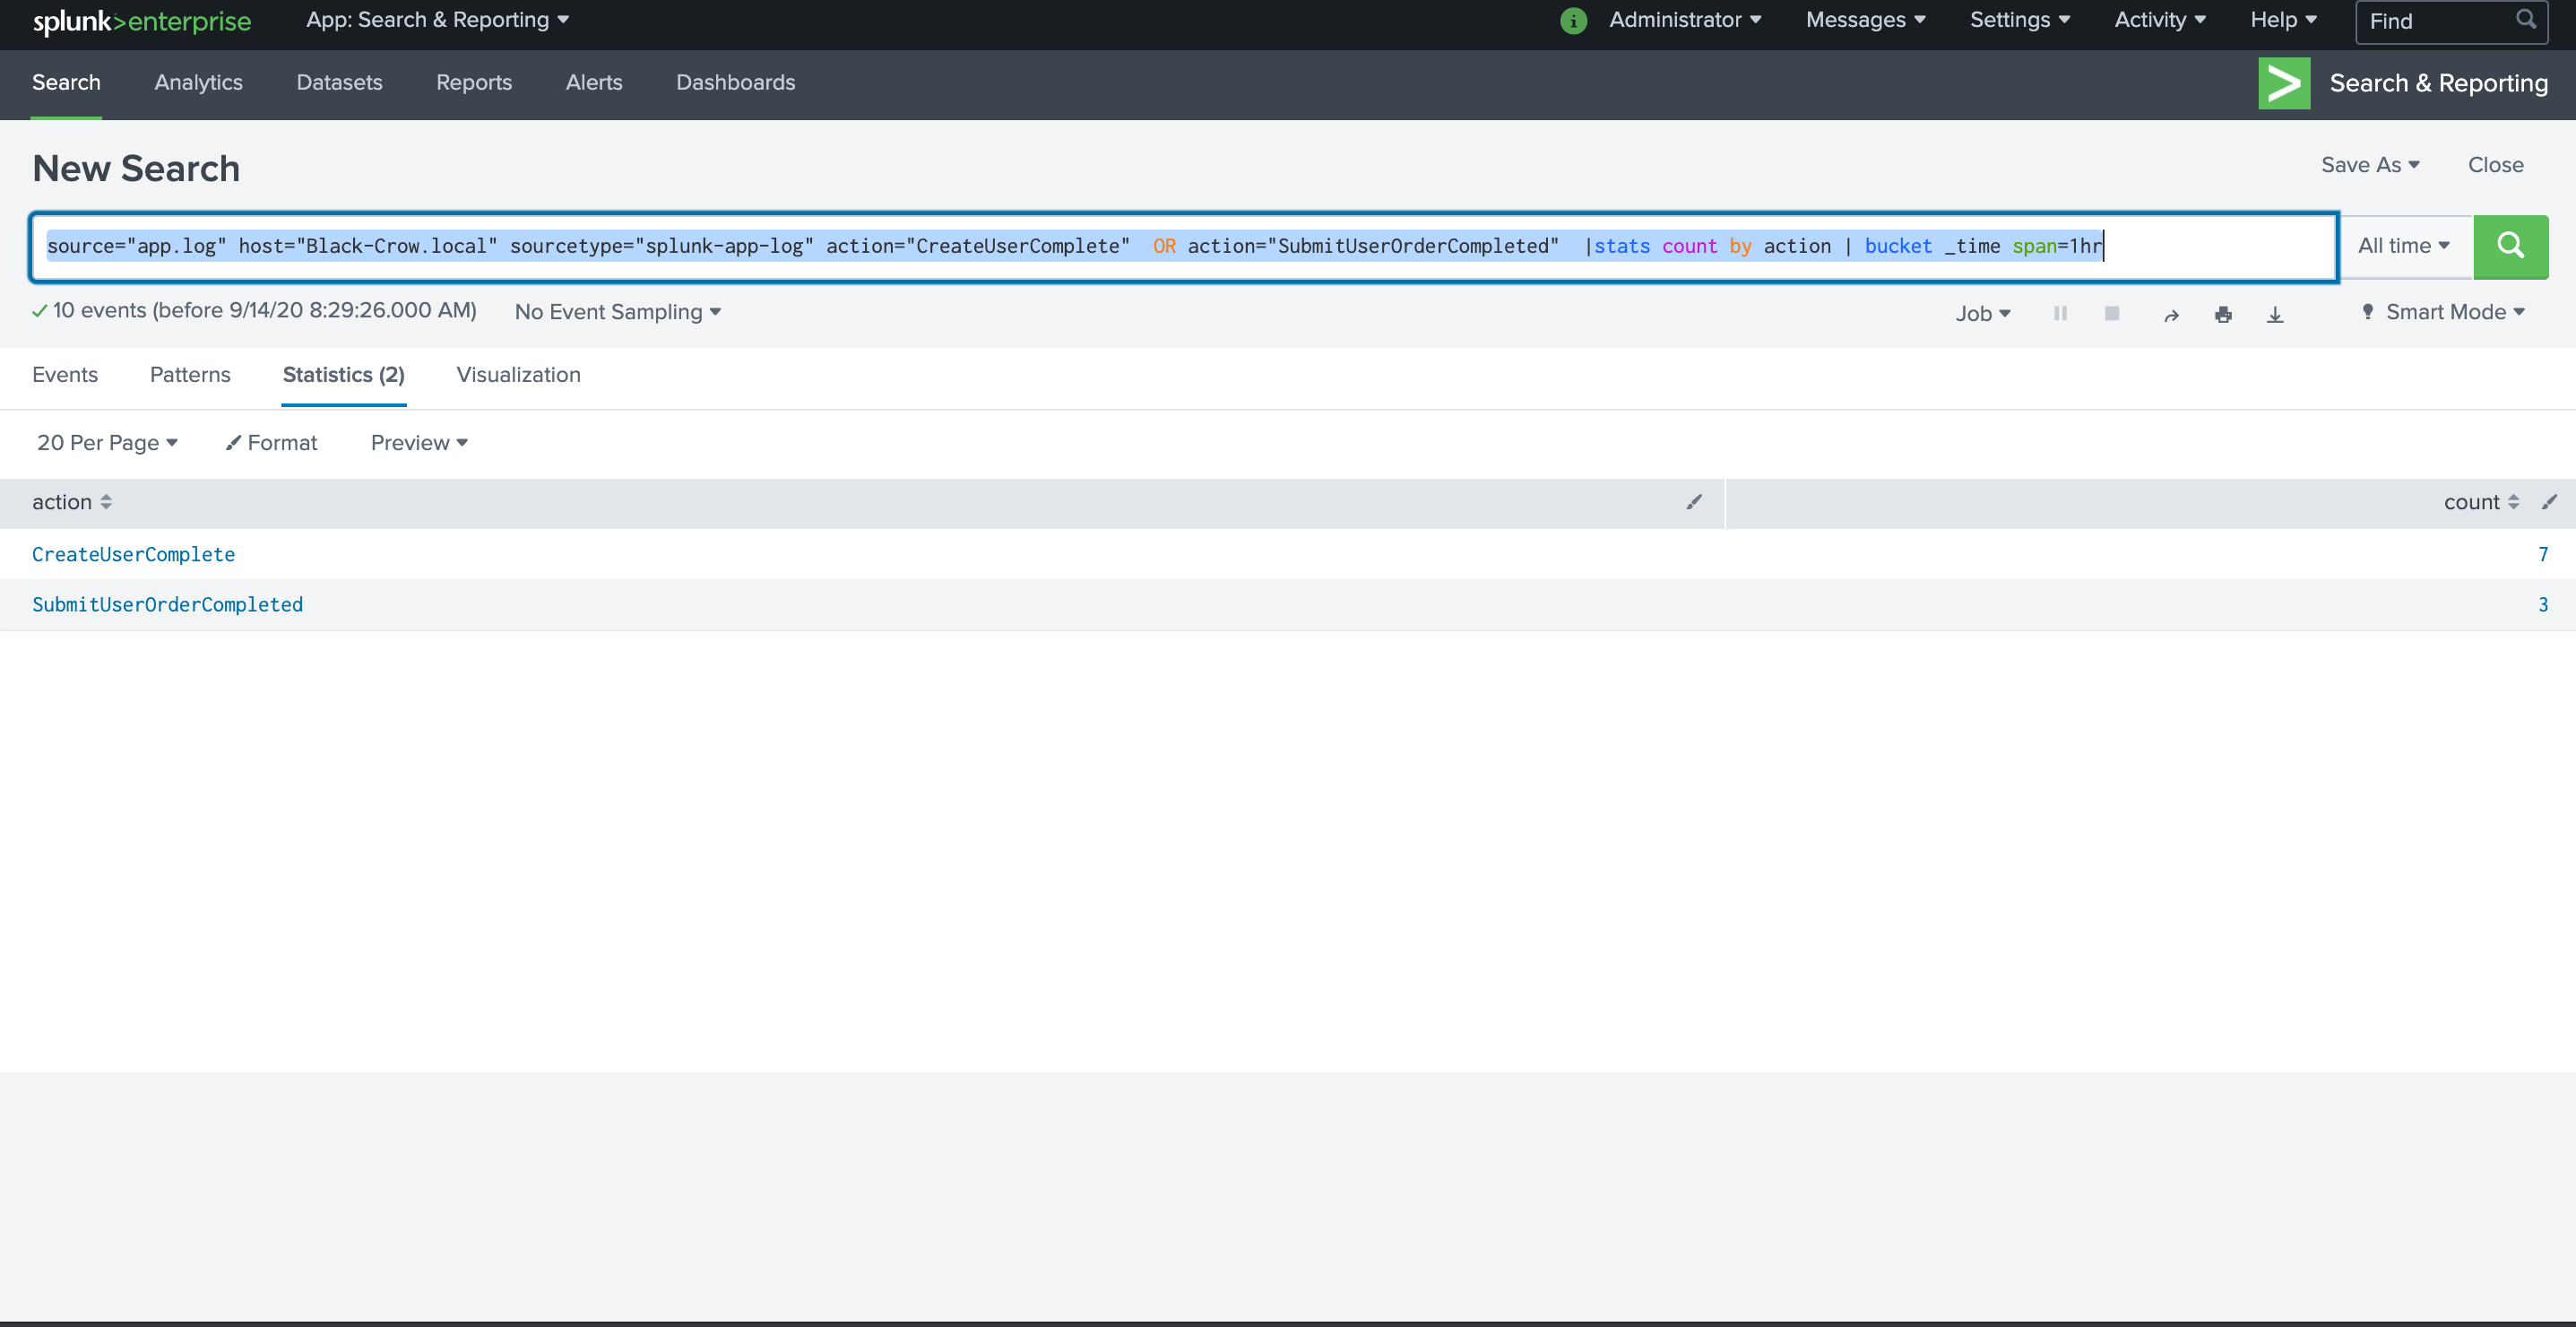 splunk>enterprise App: Search & Reporting i Administrator Messages Settings Activity Help Find
Search Analytics Datasets Reports Alerts Dashboards Search & Reporting
New Search Save As Close
source="app.log" host="Black-Crow.local" sourcetype="splunk-app-log" action="CreateUserComplete" OR action="SubmitUserOrderCompleted" |stats count by action | bucket _time span=1hr All time
10 events (before 9/14/20 8:29:26.000 AM) No Event Sampling Job Smart Mode
Events Patterns Statistics (2) Visualization
20 Per Page Format Preview
action count
CreateUserComplete 7
SubmitUserOrderCompleted 3